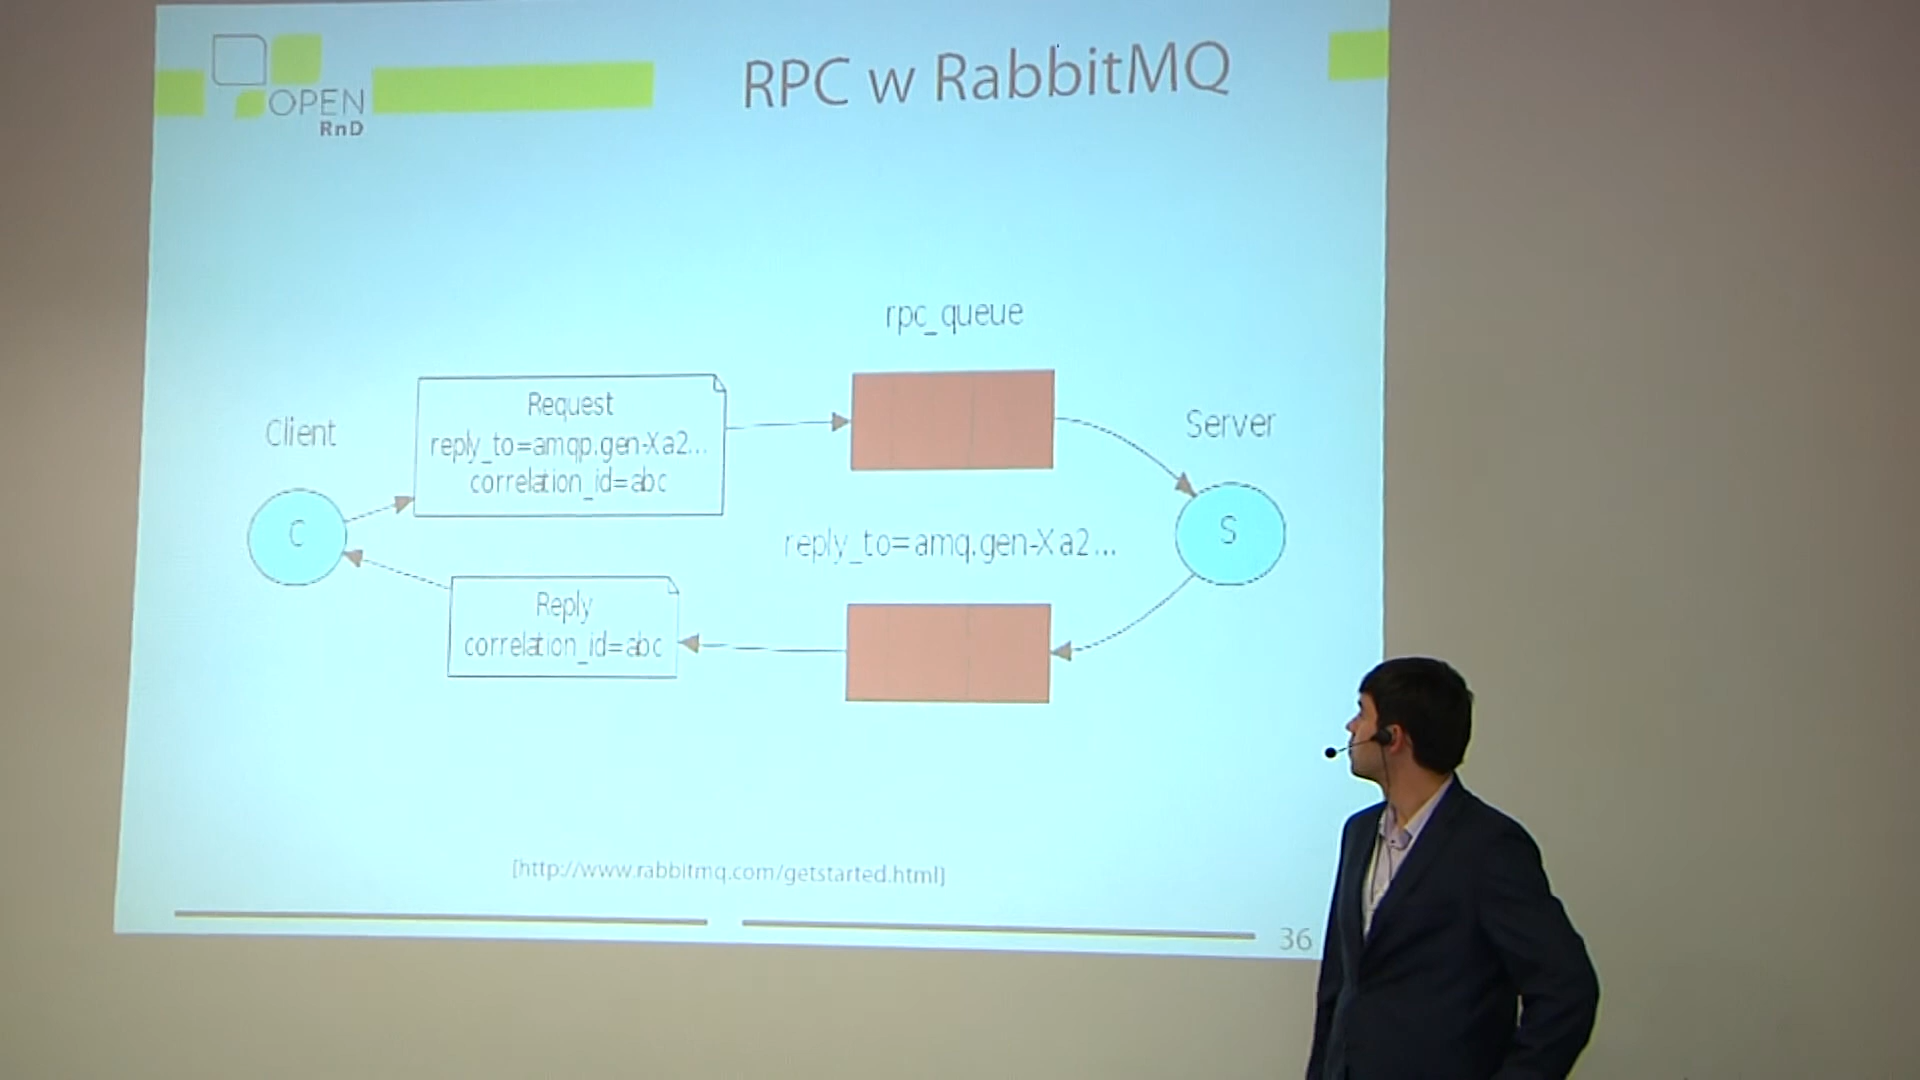 OPEN
RnD
RPC w RabbitMQ
rpc_queue
Request
reply_to=amqp.gen-Xa2...
correlation_id=abc
Client
Server
C
S
reply_to=amq.gen-Xa2...
Reply
correlation_id=abc
[http://www.rabbitmq.com/getstarted.html]
36